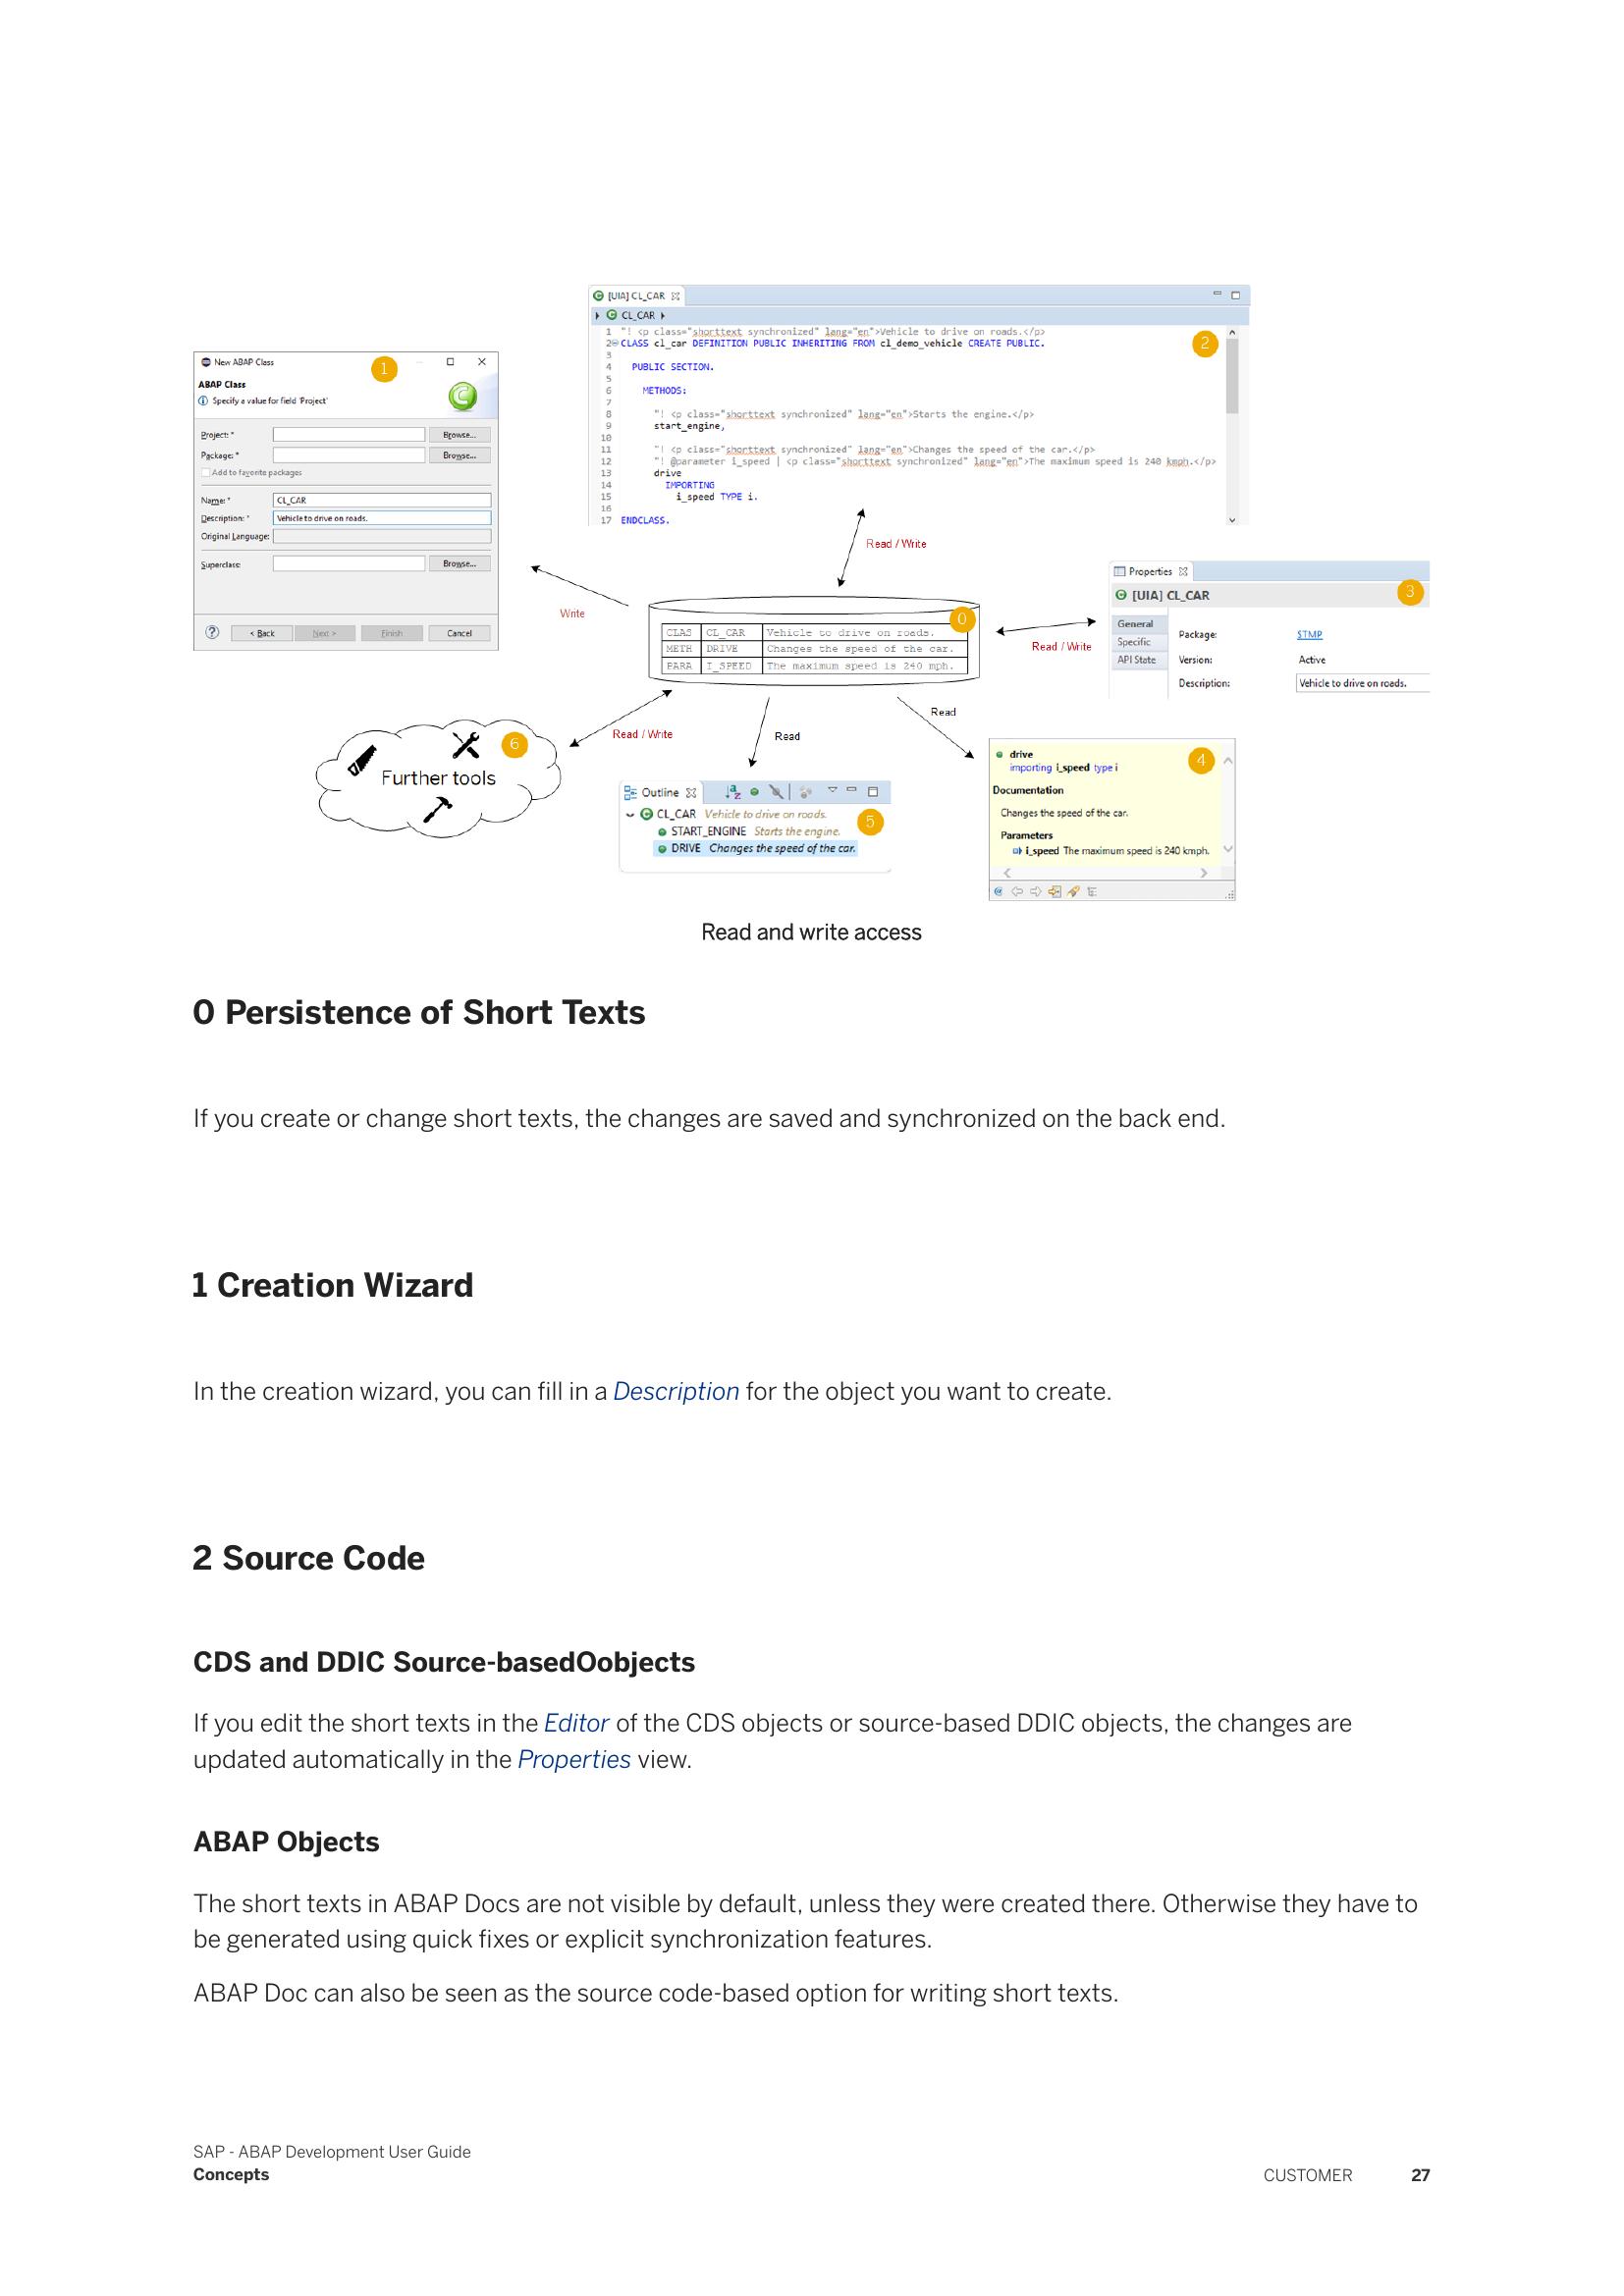 [UIA] CL_CAR
CL_CAR
1 "! <p class="shorttext synchronized" lang="en">Vehicle to drive on roads.</p>
2 CLASS cl_car DEFINITION PUBLIC INHERITING FROM cl_demo_vehicle CREATE PUBLIC.
3
4 PUBLIC SECTION.
5
6 METHODS:
7
8 "! <p class="shorttext synchronized" lang="en">Starts the engine.</p>
9 start_engine,
10
11 "! <p class="shorttext synchronized" lang="en">Changes the speed of the car.</p>
12 "! @parameter i_speed | <p class="shorttext synchronized" lang="en">The maximum speed is 240 kmph.</p>
13 drive
14 IMPORTING
15 i_speed TYPE i.
16
17 ENDCLASS.
2
New ABAP Class
1
ABAP Class
Specify a value for field 'Project'
Project: * Browse...
Package: * Browse...
Add to favorite packages
Name: * CL_CAR
Description: * Vehicle to drive on roads.
Original Language:
Superclass: Browse...
? < Back Next > Finish Cancel
Read / Write
Write
0
CLAS CL_CAR Vehicle to drive on roads.
METH DRIVE Changes the speed of the car.
PARA I_SPEED The maximum speed is 240 mph.
Read / Write
Properties
[UIA] CL_CAR
3
General
Specific
API State
Package: $TMP
Version: Active
Description: Vehicle to drive on roads.
Read / Write
Read
Read
6
Further tools
Outline
CL_CAR Vehicle to drive on roads.
5
START_ENGINE Starts the engine.
DRIVE Changes the speed of the car.
drive
importing i_speed type i
4
Documentation
Changes the speed of the car.
Parameters
i_speed The maximum speed is 240 kmph.
Read and write access
0 Persistence of Short Texts
If you create or change short texts, the changes are saved and synchronized on the back end.
1 Creation Wizard
In the creation wizard, you can fill in a Description for the object you want to create.
2 Source Code
CDS and DDIC Source-basedOobjects
If you edit the short texts in the Editor of the CDS objects or source-based DDIC objects, the changes are
updated automatically in the Properties view.
ABAP Objects
The short texts in ABAP Docs are not visible by default, unless they were created there. Otherwise they have to
be generated using quick fixes or explicit synchronization features.
ABAP Doc can also be seen as the source code-based option for writing short texts.
SAP - ABAP Development User Guide
Concepts
CUSTOMER 27